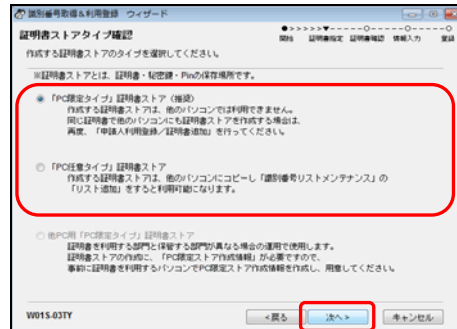 識別番号取得&利用登録 ウィザード
証明書ストアタイプ確認
開始 証明書指定 証明書確認 情報入力 登録
作成する証明書ストアのタイプを選択してください。
※証明書ストアとは、証明書・秘密鍵・Pinの保存場所です。
「PC限定タイプ」証明書ストア（推奨）
作成する証明書ストアは、他のパソコンでは利用できません。
同じ証明書で他のパソコンにも証明書ストアを作成する場合は、
再度、「申請人利用登録／証明書追加」を行ってください。
「PC任意タイプ」証明書ストア
作成する証明書ストアは、他のパソコンにコピーし「識別番号リストメンテナンス」の
「リスト追加」をすると利用可能になります。
他PC用「PC限定タイプ」証明書ストア
証明書を利用する部門と保管する部門が異なる場合の運用で使用します。
証明書ストアの作成に、「PC限定ストア作成情報」が必要ですので、
事前に証明書を利用するパソコンでPC限定ストア作成情報を作成し、用意してください。
W01S-03TY
<戻る 次へ> キャンセル